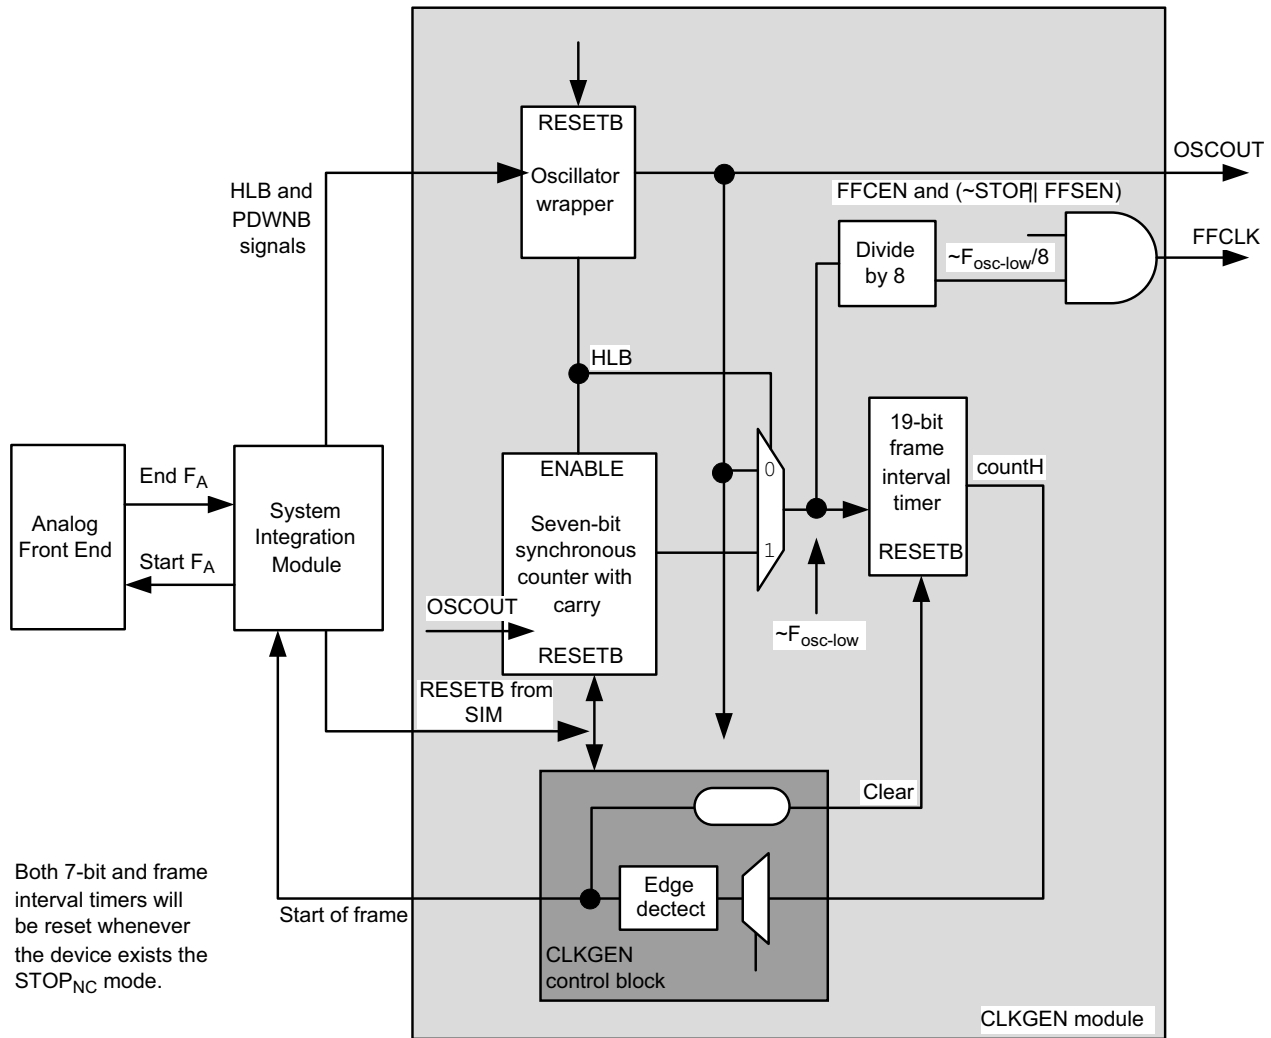 RESETB
Oscillator
wrapper
OSCOUT
HLB and
PDWNB
signals
FFCEN and (~STOP|| FFSEN)
FFCLK
Divide
by 8
~Fosc-low/8
HLB
19-bit
frame
interval
timer
RESETB
countH
0
1
ENABLE
Seven-bit
synchronous
counter with
carry
RESETB
OSCOUT
End FA
Start FA
Analog
Front End
System
Integration
Module
~Fosc-low
RESETB from
SIM
Clear
Edge
dectect
Start of frame
CLKGEN
control block
Both 7-bit and frame
interval timers will
be reset whenever
the device exists the
STOPNC mode.
CLKGEN module